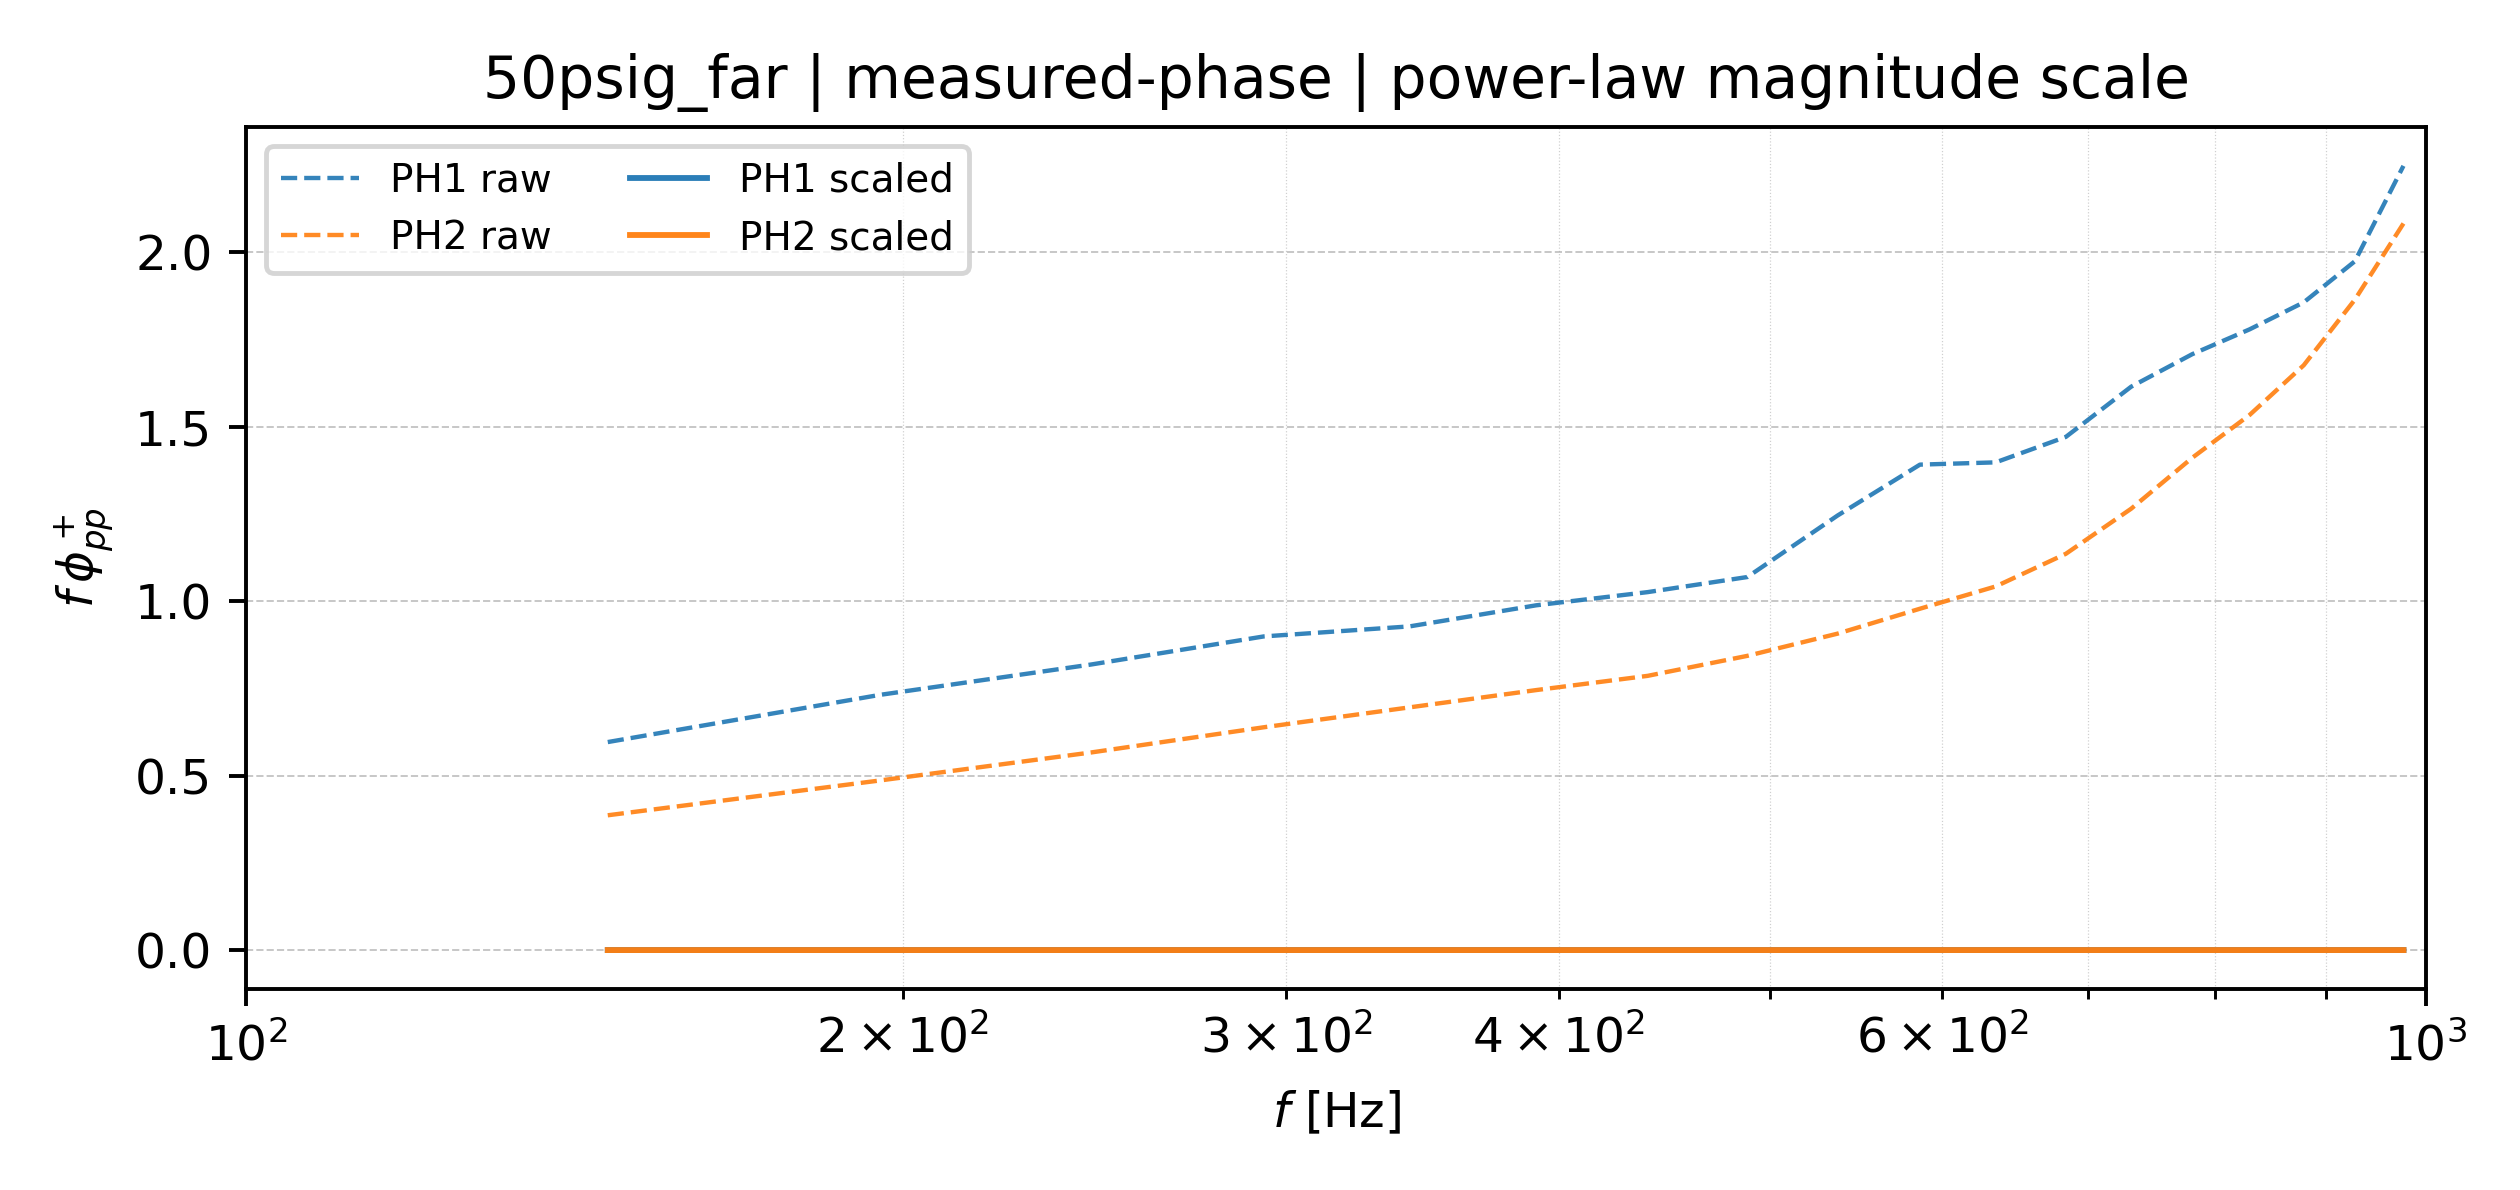 50psig_far | measured-phase | power-law magnitude scale
PH1 raw
PH2 raw
PH1 scaled
PH2 scaled
2.0
1.5
1.0
0.5
0.0
f ϕ⁺pp
10²
2 × 10²
3 × 10²
4 × 10²
6 × 10²
10³
f [Hz]